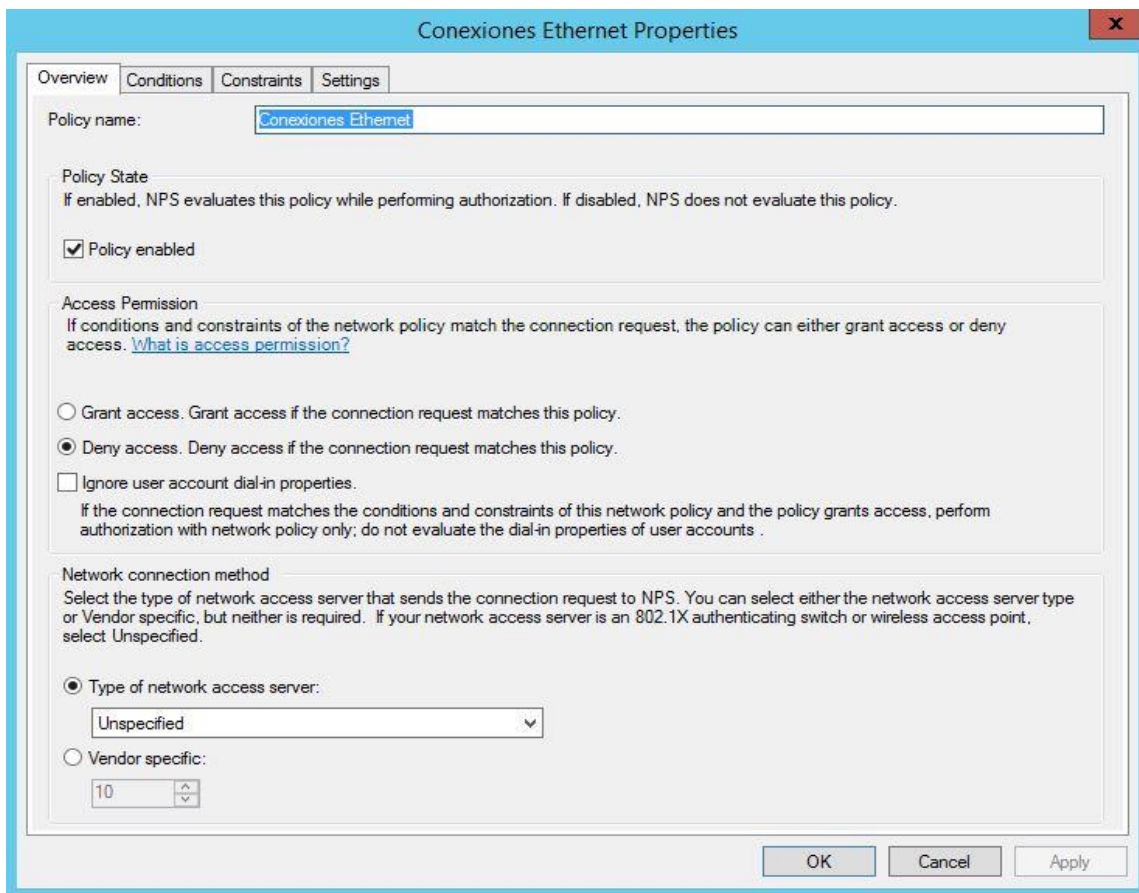 Conexiones Ethernet Properties
x
Overview Conditions Constraints Settings
Policy name: Conexiones Ethernet
Policy State
If enabled, NPS evaluates this policy while performing authorization. If disabled, NPS does not evaluate this policy.
Policy enabled
Access Permission
If conditions and constraints of the network policy match the connection request, the policy can either grant access or deny
access. What is access permission?
Grant access. Grant access if the connection request matches this policy.
Deny access. Deny access if the connection request matches this policy.
Ignore user account dial-in properties.
If the connection request matches the conditions and constraints of this network policy and the policy grants access, perform
authorization with network policy only; do not evaluate the dial-in properties of user accounts .
Network connection method
Select the type of network access server that sends the connection request to NPS. You can select either the network access server type
or Vendor specific, but neither is required. If your network access server is an 802.1X authenticating switch or wireless access point,
select Unspecified.
Type of network access server:
Unspecified
Vendor specific:
10
OK Cancel Apply